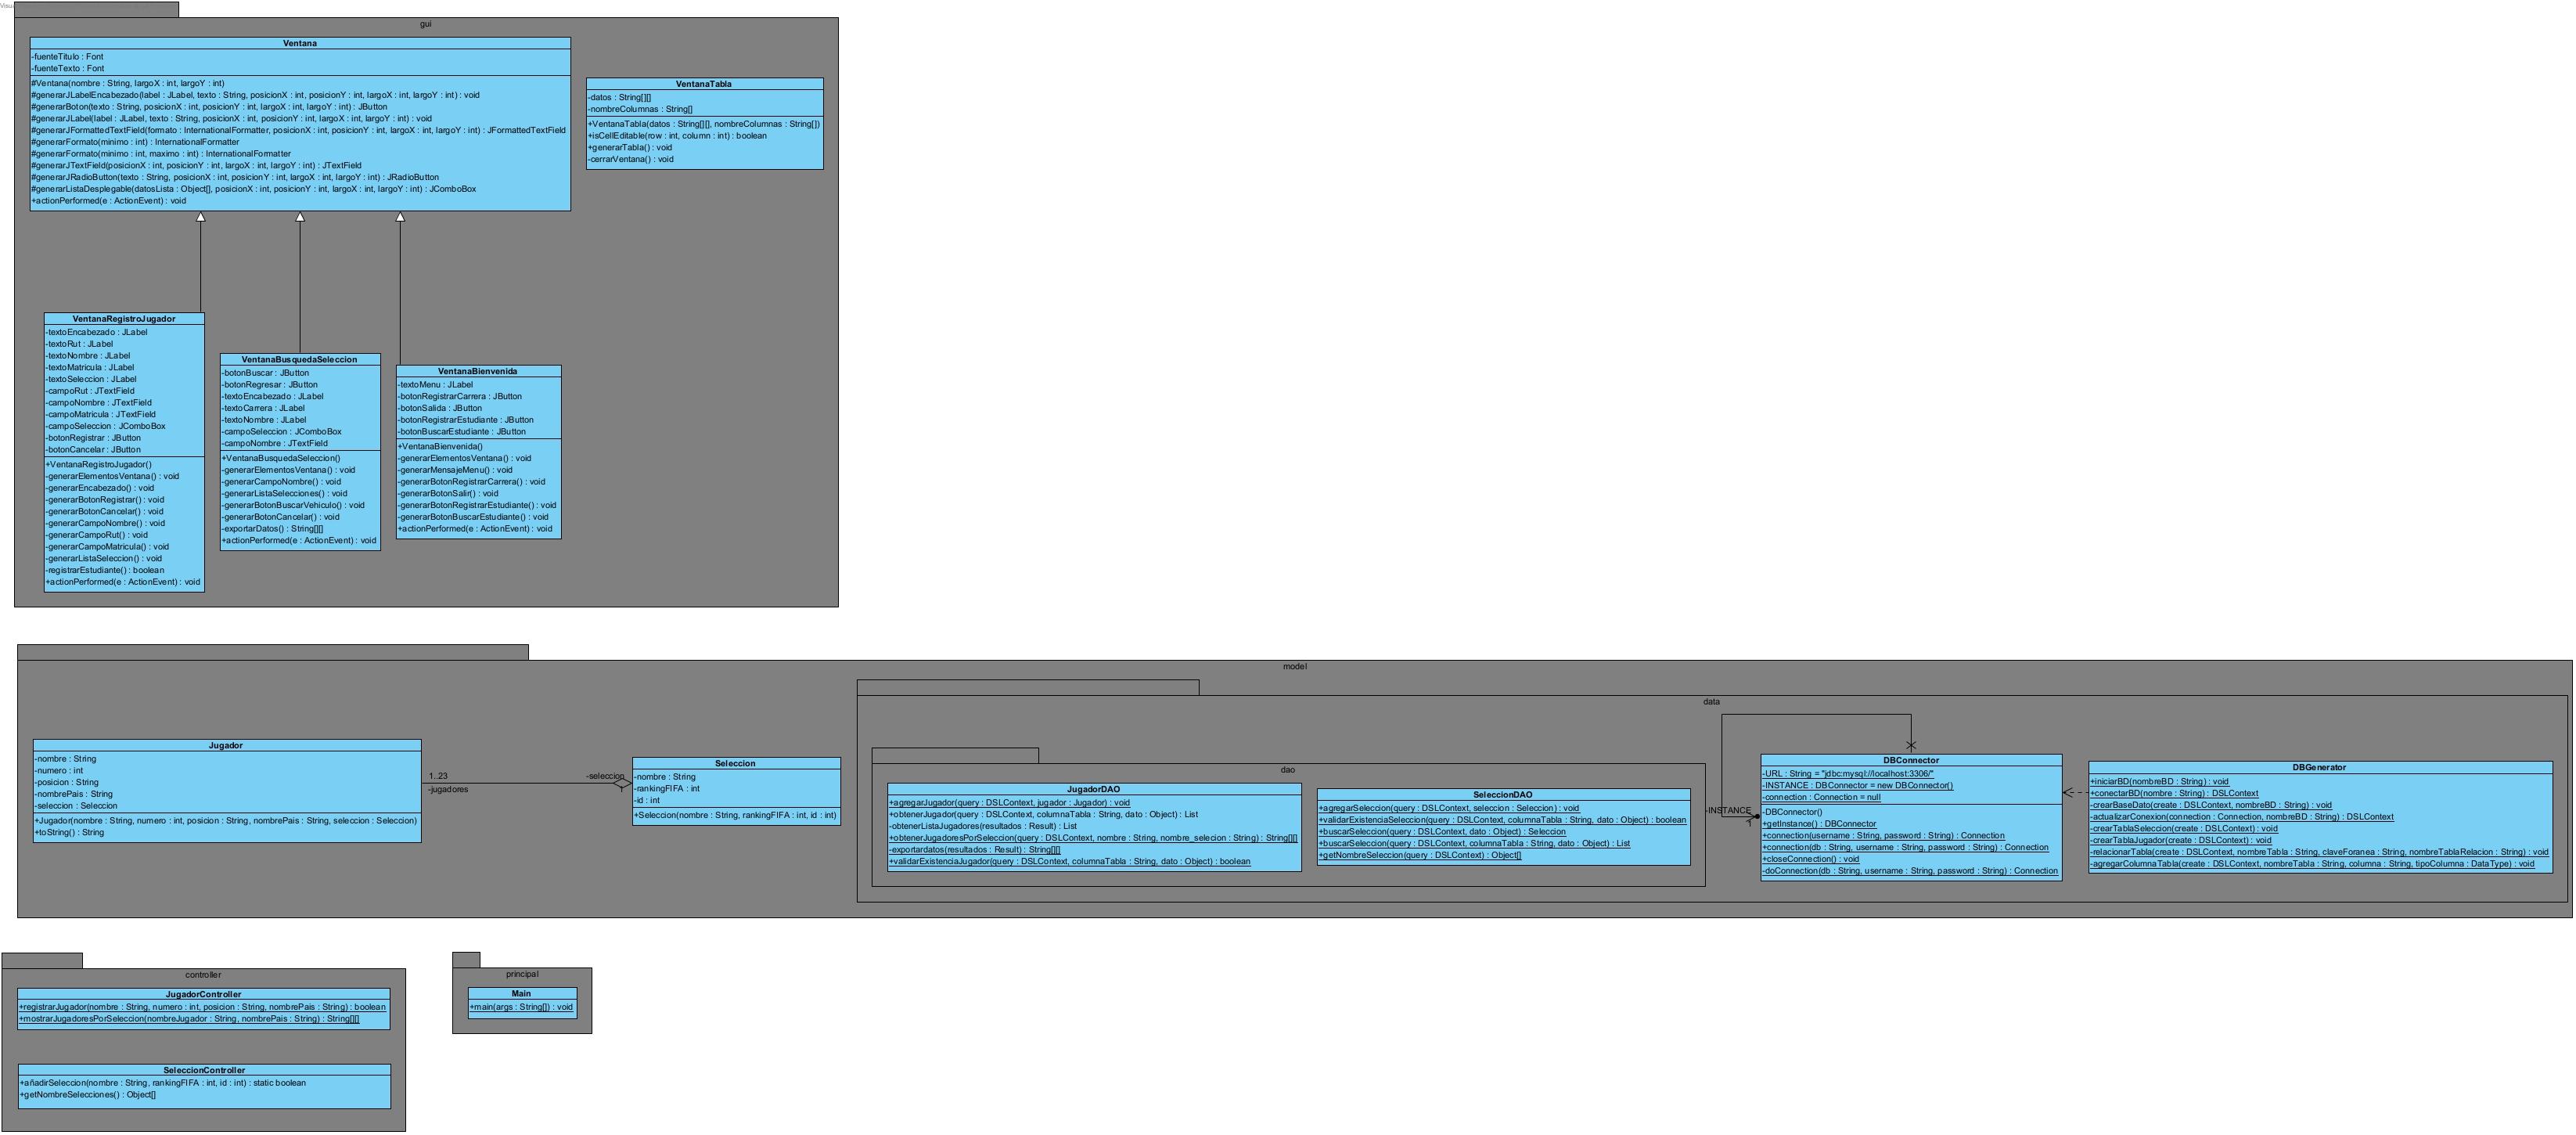 gui
Ventana
-fuenteTitulo : Font
-fuenteTexto : Font
#Ventana(nombre : String, largoX : int, largoY : int)
#generarJLabelEncabezado(label : JLabel, texto : String, posicionX : int, posicionY : int, largoX : int, largoY : int) : void
#generarBoton(texto : String, posicionX : int, posicionY : int, largoX : int, largoY : int) : JButton
#generarJLabel(label : JLabel, texto : String, posicionX : int, posicionY : int, largoX : int, largoY : int) : void
#generarJFormattedTextField(formato : InternationalFormatter, posicionX : int, posicionY : int, largoX : int, largoY : int) : JFormattedTextField
#generarFormato(minimo : int) : InternationalFormatter
#generarFormato(minimo : int, maximo : int) : InternationalFormatter
#generarJTextField(posicionX : int, posicionY : int, largoX : int, largoY : int) : JTextField
#generarJRadioButton(texto : String, posicionX : int, posicionY : int, largoX : int, largoY : int) : JRadioButton
#generarListaDesplegable(datosLista : Object[], posicionX : int, posicionY : int, largoX : int, largoY : int) : JComboBox
+actionPerformed(e : ActionEvent) : void
VentanaTabla
-datos : String[][]
-nombreColumnas : String[]
+VentanaTabla(datos : String[][], nombreColumnas : String[])
+isCellEditable(row : int, column : int) : boolean
+generarTabla() : void
-cerrarVentana() : void
VentanaRegistroJugador
-textoEncabezado : JLabel
-textoRut : JLabel
-textoNombre : JLabel
-textoMatricula : JLabel
-textoSeleccion : JLabel
-campoRut : JTextField
-campoNombre : JTextField
-campoMatricula : JTextField
-campoSeleccion : JComboBox
-botonRegistrar : JButton
-botonCancelar : JButton
+VentanaRegistroJugador()
-generarElementosVentana() : void
-generarEncabezado() : void
-generarBotonRegistrar() : void
-generarBotonCancelar() : void
-generarCampoNombre() : void
-generarCampoRut() : void
-generarCampoMatricula() : void
-generarListaSeleccion() : void
-registrarEstudiante() : boolean
+actionPerformed(e : ActionEvent) : void
VentanaBusquedaSeleccion
-botonBuscar : JButton
-botonRegresar : JButton
-textoEncabezado : JLabel
-textoCarrera : JLabel
-textoNombre : JLabel
-campoSeleccion : JComboBox
-campoNombre : JTextField
+VentanaBusquedaSeleccion()
-generarElementosVentana() : void
-generarCampoNombre() : void
-generarListaSelecciones() : void
-generarBotonBuscarVehiculo() : void
-generarBotonCancelar() : void
-exportarDatos() : String[][]
+actionPerformed(e : ActionEvent) : void
VentanaBienvenida
-textoMenu : JLabel
-botonRegistrarCarrera : JButton
-botonSalida : JButton
-botonRegistrarEstudiante : JButton
-botonBuscarEstudiante : JButton
+VentanaBienvenida()
-generarElementosVentana() : void
-generarMensajeMenu() : void
-generarBotonRegistrarCarrera() : void
-generarBotonSalir() : void
-generarBotonRegistrarEstudiante() : void
-generarBotonBuscarEstudiante() : void
+actionPerformed(e : ActionEvent) : void
model
Jugador
-nombre : String
-numero : int
-posicion : String
-nombrePais : String
-seleccion : Seleccion
+Jugador(nombre : String, numero : int, posicion : String, nombrePais : String, seleccion : Seleccion)
+toString() : String
1..23
-jugadores
-seleccion
1
Seleccion
-nombre : String
-rankingFIFA : int
-id : int
+Seleccion(nombre : String, rankingFIFA : int, id : int)
data
dao
JugadorDAO
+agregarJugador(query : DSLContext, jugador : Jugador) : void
+obtenerJugador(query : DSLContext, columnaTabla : String, dato : Object) : List
-obtenerListaJugadores(resultados : Result) : List
+obtenerJugadoresPorSeleccion(query : DSLContext, nombre : String, nombre_selecion : String) : String[][]
-exportardatos(resultados : Result) : String[][]
+validarExistenciaJugador(query : DSLContext, columnaTabla : String, dato : Object) : boolean
SeleccionDAO
+agregarSeleccion(query : DSLContext, seleccion : Seleccion) : void
+validarExistenciaSeleccion(query : DSLContext, columnaTabla : String, dato : Object) : boolean
+buscarSeleccion(query : DSLContext, dato : Object) : Seleccion
+buscarSeleccion(query : DSLContext, columnaTabla : String, dato : Object) : List
+getNombreSeleccion(query : DSLContext) : Object[]
-INSTANCE
1
DBConnector
-URL : String = "jdbc:mysql://localhost:3306/"
-INSTANCE : DBConnector = new DBConnector()
-connection : Connection = null
-DBConnector()
+getInstance() : DBConnector
+connection(username : String, password : String) : Connection
+connection(db : String, username : String, password : String) : Connection
+closeConnection() : void
-doConnection(db : String, username : String, password : String) : Connection
DBGenerator
+iniciarBD(nombreBD : String) : void
+conectarBD(nombre : String) : DSLContext
-crearBaseDato(create : DSLContext, nombreBD : String) : void
-actualizarConexion(connection : Connection, nombreBD : String) : DSLContext
-crearTablaSeleccion(create : DSLContext) : void
-crearTablaJugador(create : DSLContext) : void
-relacionarTabla(create : DSLContext, nombreTabla : String, claveForanea : String, nombreTablaRelacion : String) : void
-agregarColumnaTabla(create : DSLContext, nombreTabla : String, columna : String, tipoColumna : DataType) : void
controller
JugadorController
+registrarJugador(nombre : String, numero : int, posicion : String, nombrePais : String) : boolean
+mostrarJugadoresPorSeleccion(nombreJugador : String, nombrePais : String) : String[][]
SeleccionController
+añadirSeleccion(nombre : String, rankingFIFA : int, id : int) : static boolean
+getNombreSelecciones() : Object[]
principal
Main
+main(args : String[]) : void